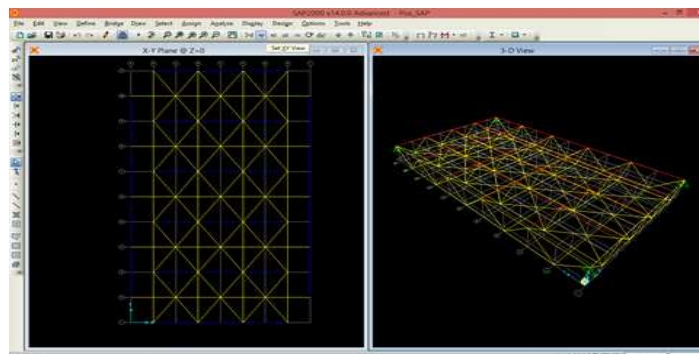 SAP2000 v14.0.0 Advanced - Pius_SAP
File Edit View Define Bridge Draw Select Assign Analyze Display Design Options Tools Help
X-Y Plane @ Z=0
Set XY View
3-D View